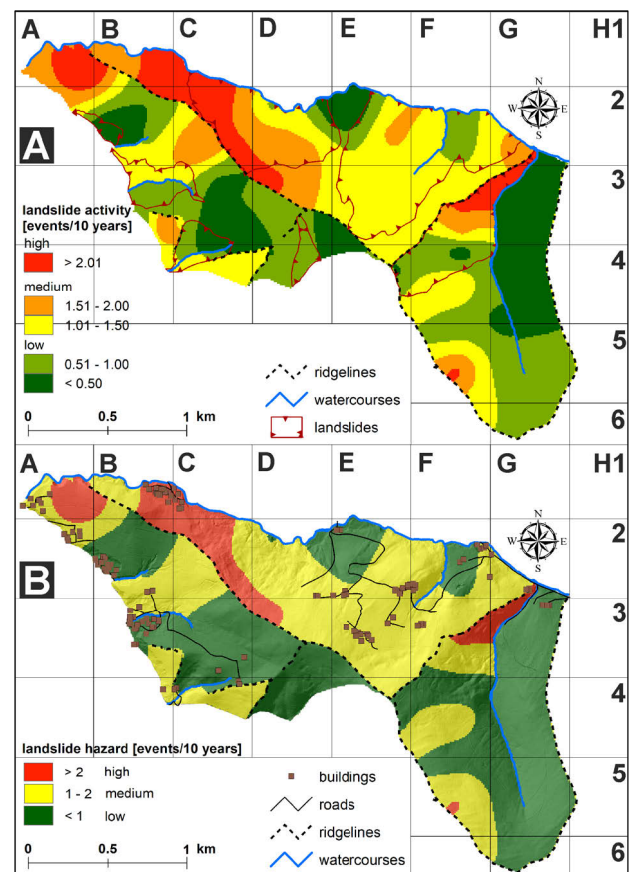 A B C D E F G H1
2
N
W E
S
A
3
landslide activity
[events/10 years]
high
> 2.01
4
medium
1.51 - 2.00
1.01 - 1.50
low
0.51 - 1.00
< 0.50
5
ridgelines
watercourses
landslides
0 0.5 1 km
6
A B C D E F G H1
2
N
W E
S
B
3
4
landslide hazard [events/10 years]
> 2 high
1 - 2 medium
< 1 low
buildings
roads
5
ridgelines
watercourses
0 0.5 1 km
6